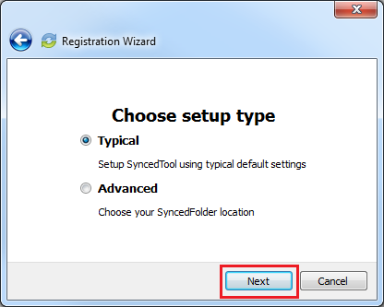 Registration Wizard
Choose setup type
Typical
Setup SyncedTool using typical default settings
Advanced
Choose your SyncedFolder location
Next
Cancel